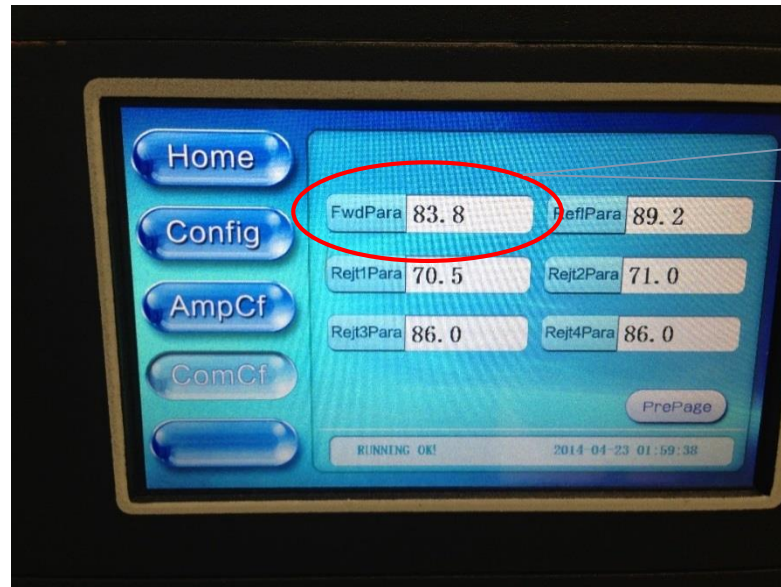 Home
Config
AmpCf
ComCf
FwdPara 83.8
ReflPara 89.2
Rejt1Para 70.5
Rejt2Para 71.0
Rejt3Para 86.0
Rejt4Para 86.0
PrePage
RUNNING OK!
2014-04-23 01:59:38